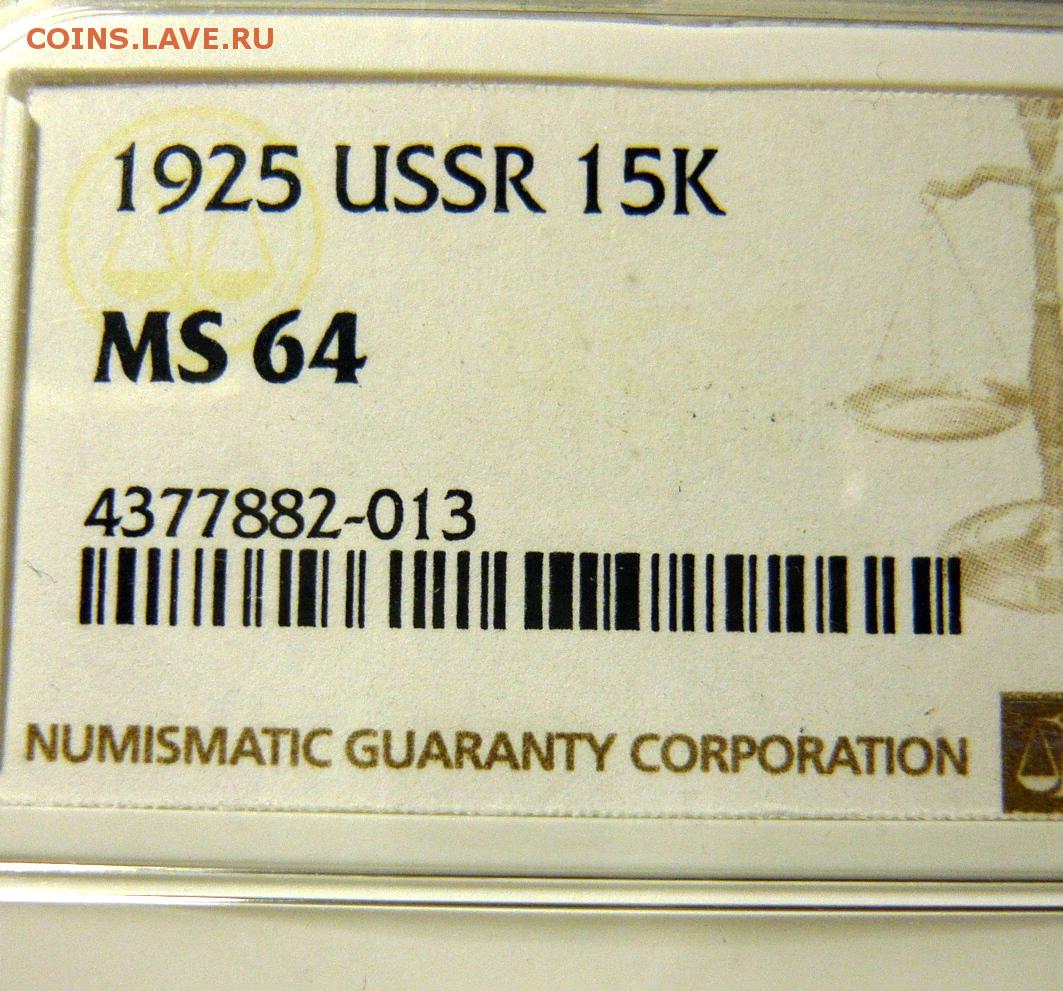 COINS.LAVE.RU
1925 USSR 15K
MS 64
4377882-013
NUMISMATIC GUARANTY CORPORATION